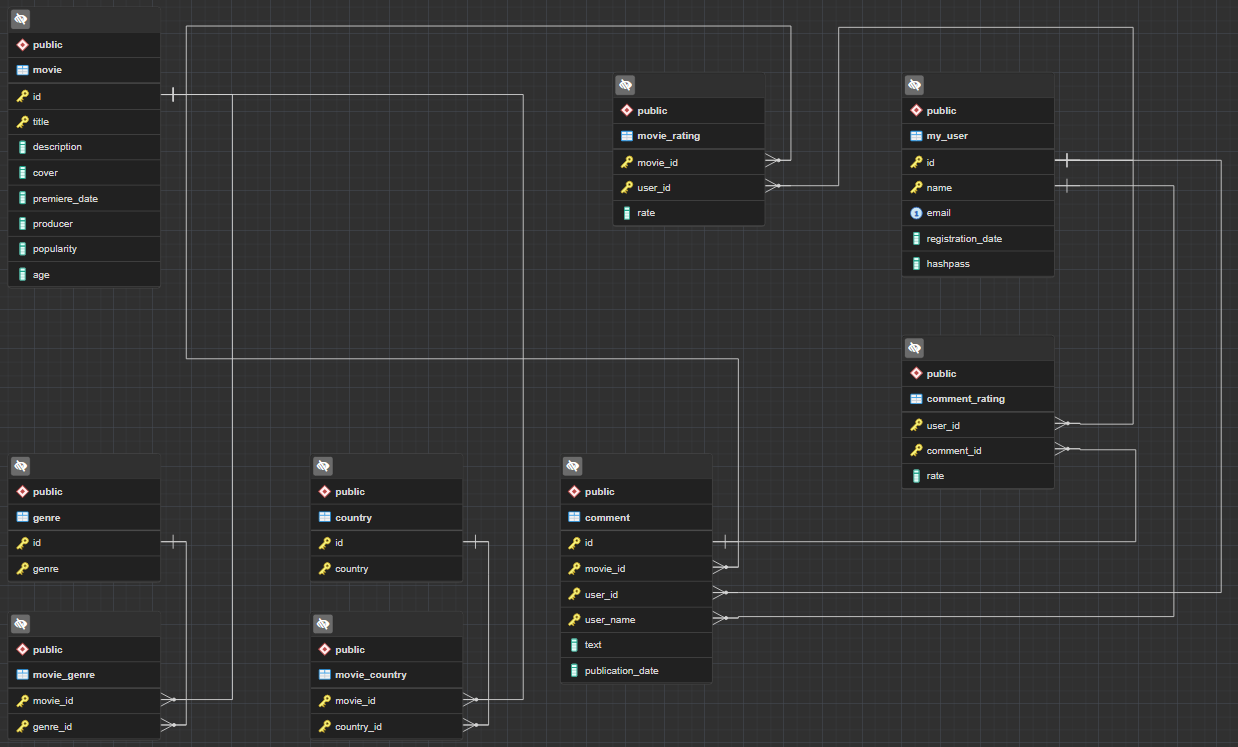 public
movie
id
title
description
cover
premiere_date
producer
popularity
age
public
movie_rating
movie_id
user_id
rate
public
my_user
id
name
1
email
registration_date
hashpass
public
comment_rating
user_id
comment_id
rate
public
genre
id
genre
public
country
id
country
public
comment
id
movie_id
user_id
user_name
text
publication_date
public
movie_genre
movie_id
genre_id
public
movie_country
movie_id
country_id